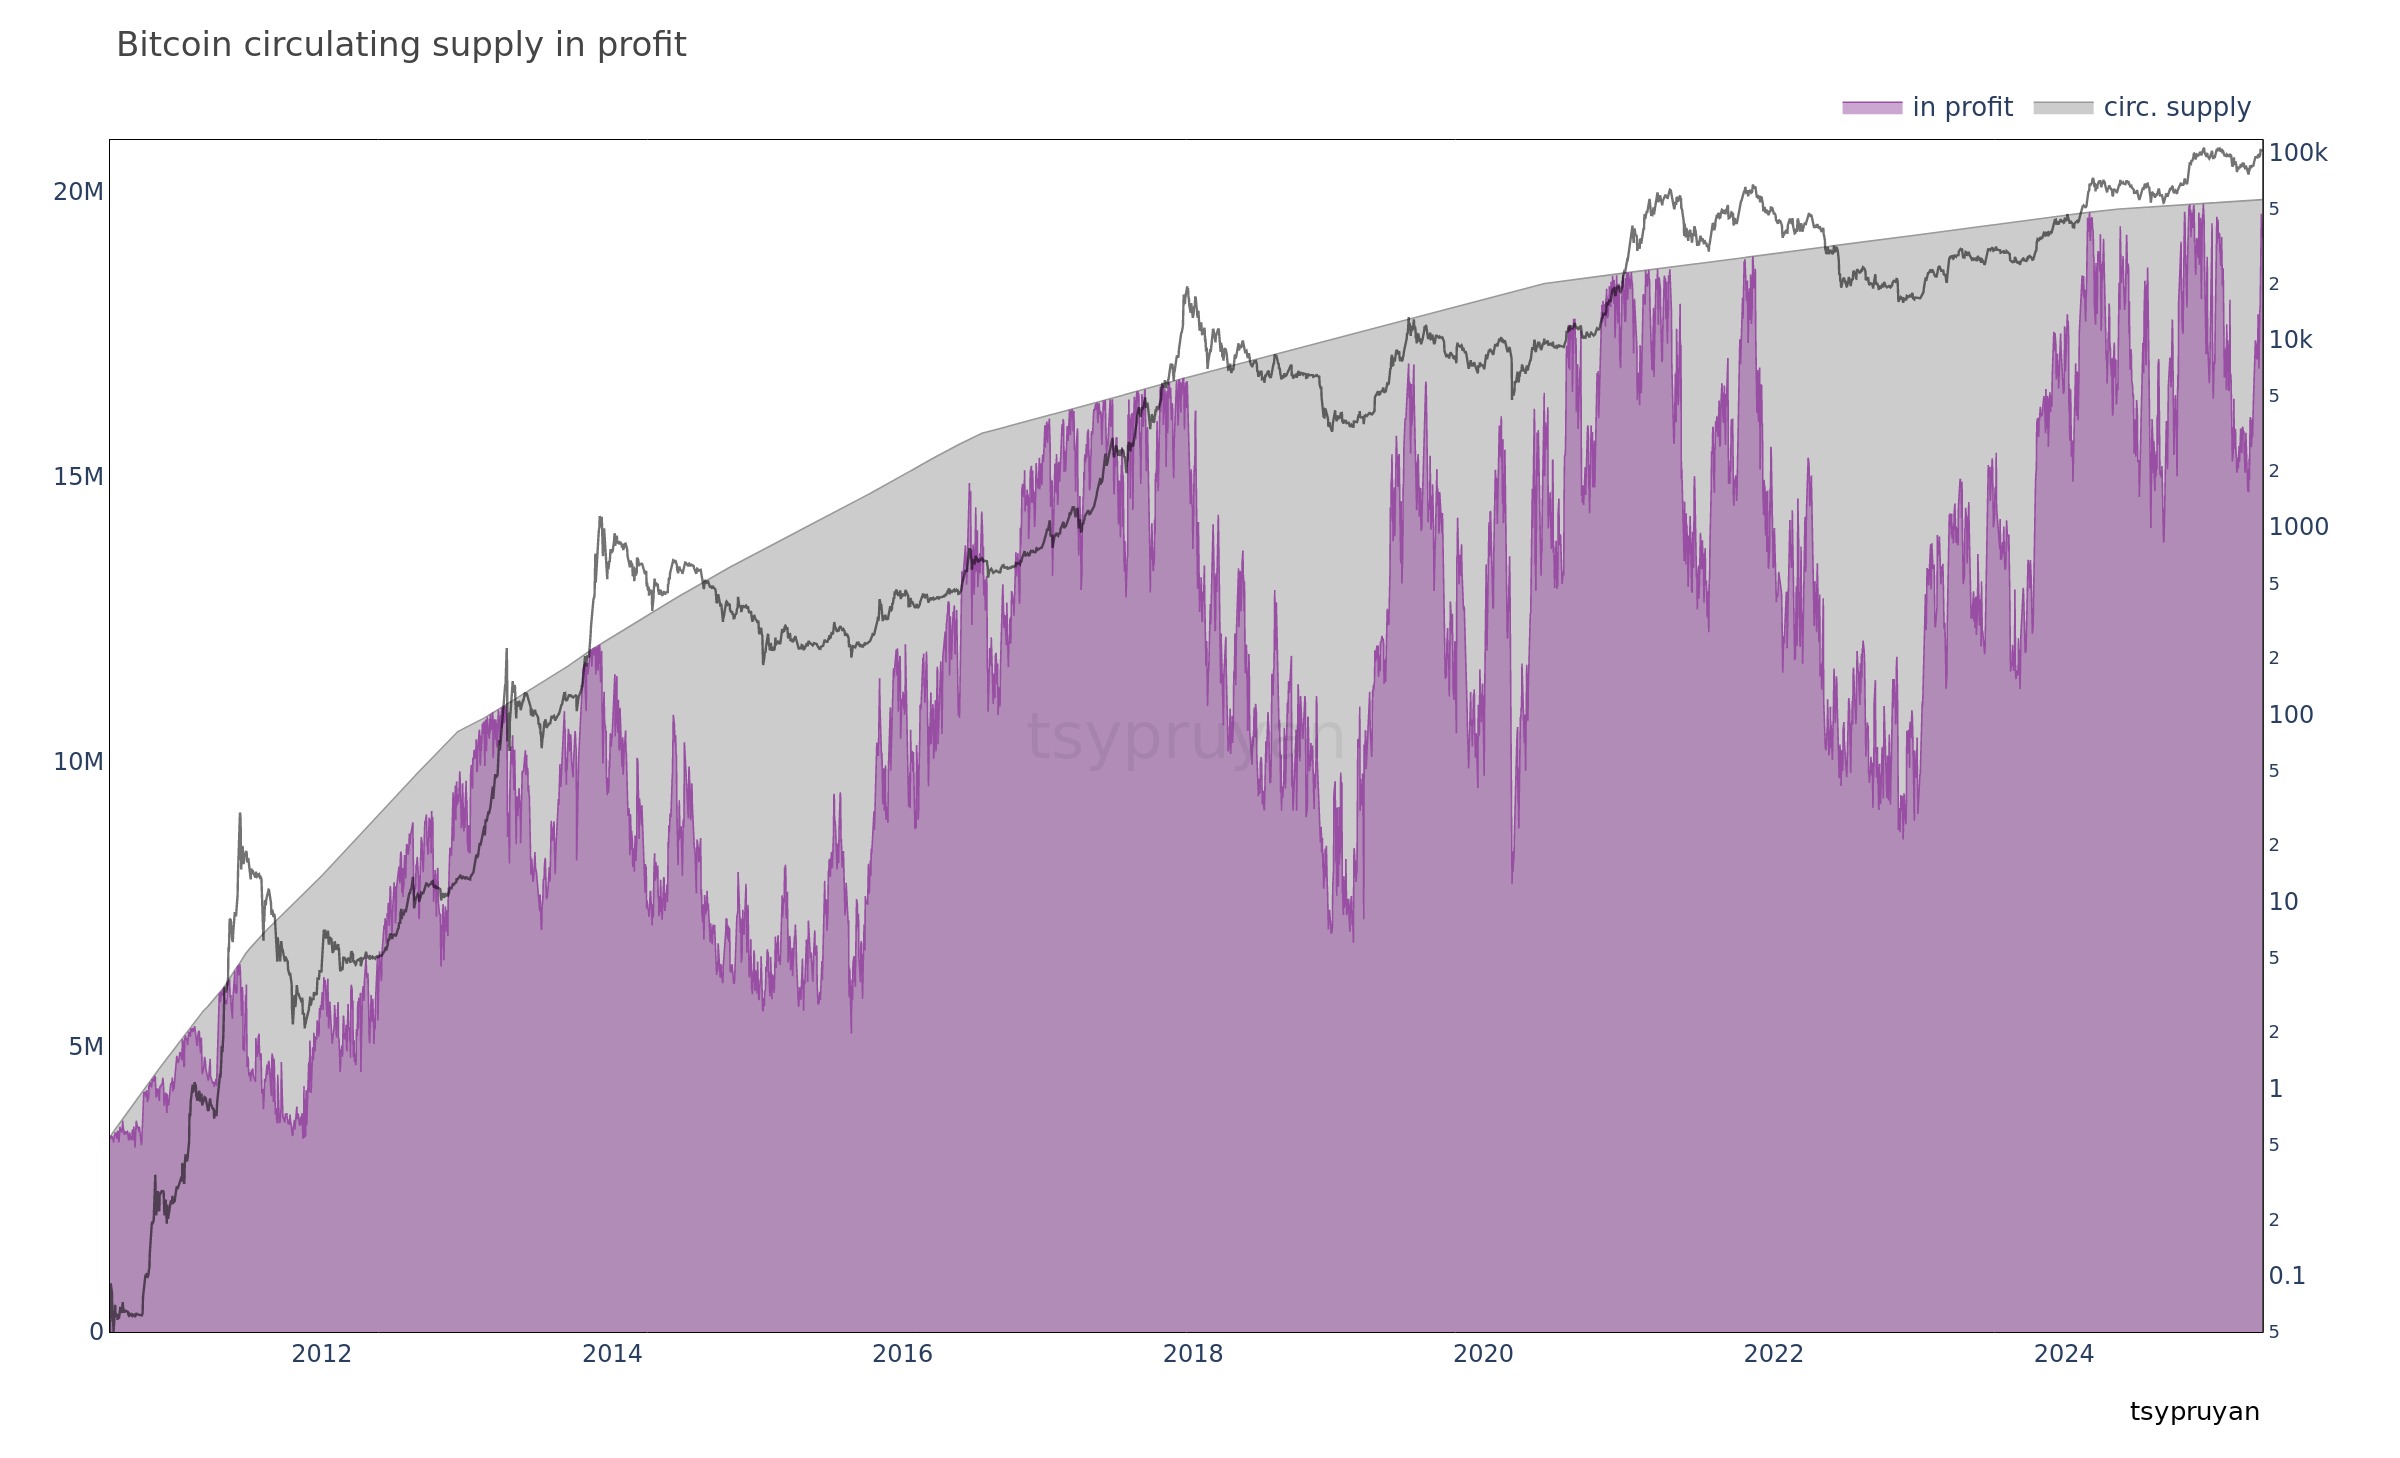 Bitcoin circulating supply in profit
in profit circ. supply
20M
15M
10M
5M
0
100k
5
2
10k
5
2
1000
5
2
100
5
2
10
5
2
1
5
2
0.1
5
tsypruyan
2012 2014 2016 2018 2020 2022 2024
tsypruyan